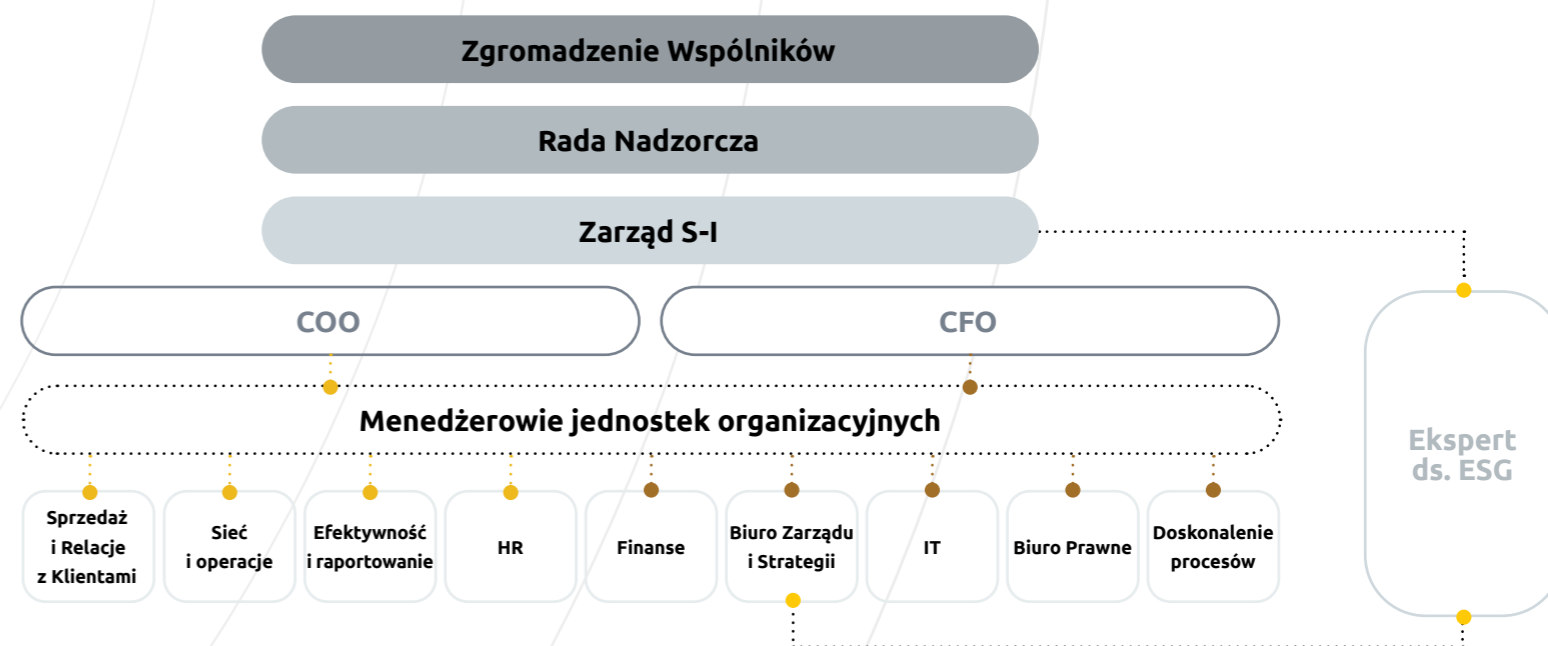 Zgromadzenie Wspólników
Rada Nadzorcza
Zarząd S-I
COO
CFO
Menedżerowie jednostek organizacyjnych
Ekspert
ds. ESG
Sprzedaż
i Relacje
z Klientami
Sieć
i operacje
Efektywność
i raportowanie
HR
Finanse
Biuro Zarządu
i Strategii
IT
Biuro Prawne
Doskonalenie
procesów